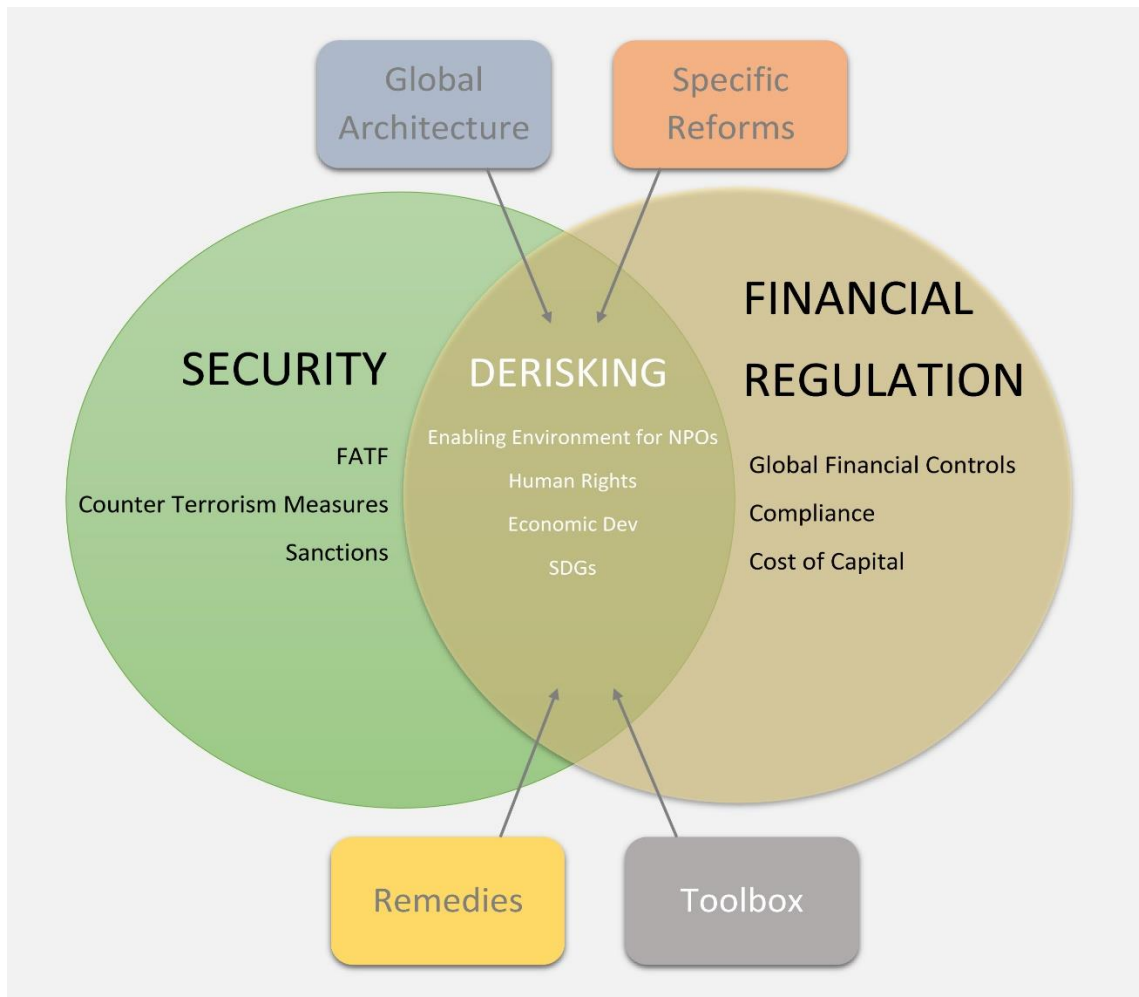 Global
Architecture
Specific
Reforms
SECURITY
FATF
Counter Terrorism Measures
Sanctions
DERISKING
Enabling Environment for NPOs
Human Rights
Economic Dev
SDGs
FINANCIAL
REGULATION
Global Financial Controls
Compliance
Cost of Capital
Remedies
Toolbox